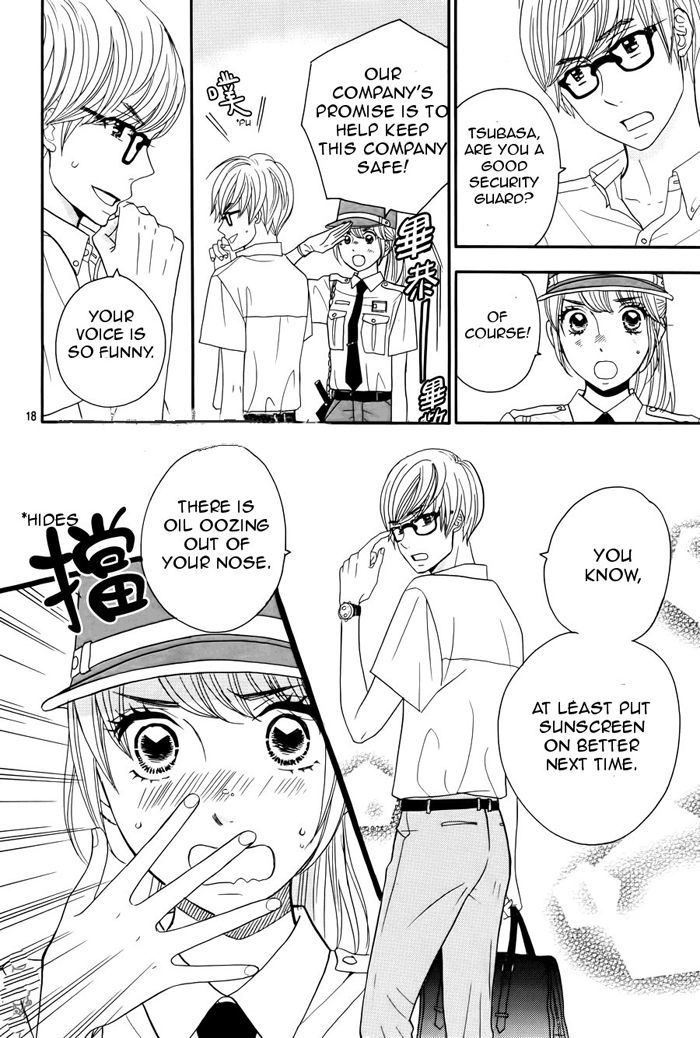 TSUBASA,
ARE YOU A
GOOD
SECURITY
GUARD?
OF
COURSE!
OUR
COMPANY'S
PROMISE IS TO
HELP KEEP
THIS COMPANY
SAFE!
噗
*PU
畢恭
畢敬
YOUR
VOICE IS
SO FUNNY.
18
YOU
KNOW,
AT LEAST PUT
SUNSCREEN
ON BETTER
NEXT TIME.
THERE IS
OIL OOZING
OUT OF
YOUR NOSE.
*HIDES
擋